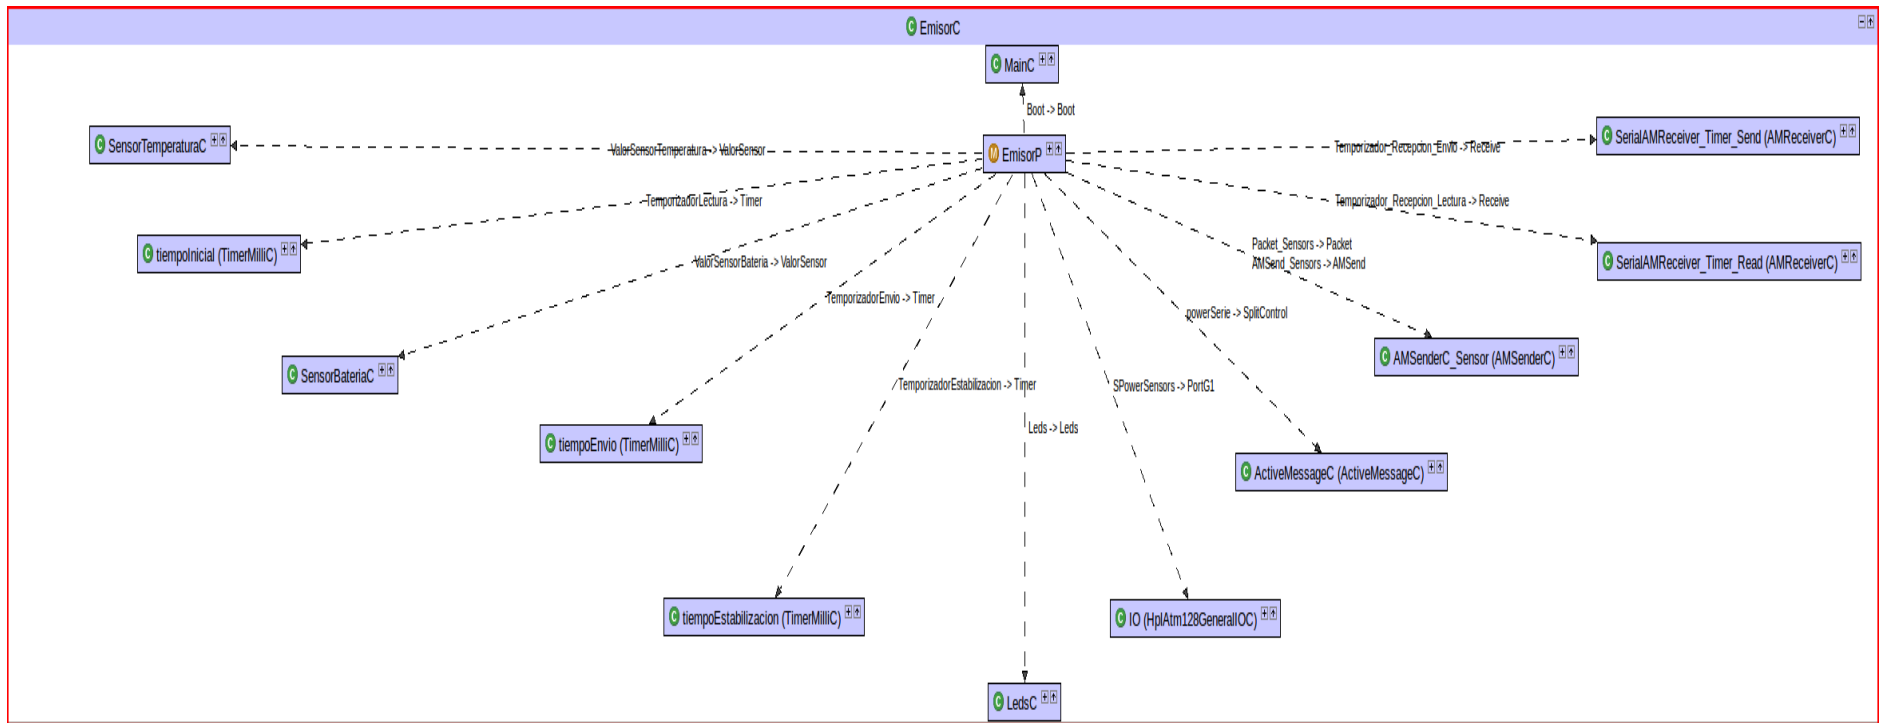 EmisorC
MainC
Boot -> Boot
SerialAMReceiver_Timer_Send (AMReceiverC)
SensorTemperaturaC
ValorSensorTemperatura -> ValorSensor
EmisorP
Temporizador_Recepcion_Envio -> Receive
TemporizadorLectura -> Timer
Temporizador_Recepcion_Lectura -> Receive
tiempoInicial (TimerMilliC)
Packet_Sensors -> Packet
AMSend_Sensors -> AMSend
SerialAMReceiver_Timer_Read (AMReceiverC)
ValorSensorBateria -> ValorSensor
TemporizadorEnvio -> Timer
powerSerie -> SplitControl
AMSenderC_Sensor (AMSenderC)
SensorBateriaC
TemporizadorEstabilizacion -> Timer
SPowerSensors -> PortG1
Leds -> Leds
tiempoEnvio (TimerMilliC)
ActiveMessageC (ActiveMessageC)
tiempoEstabilizacion (TimerMilliC)
IO (HplAtm128GeneralIOC)
LedsC